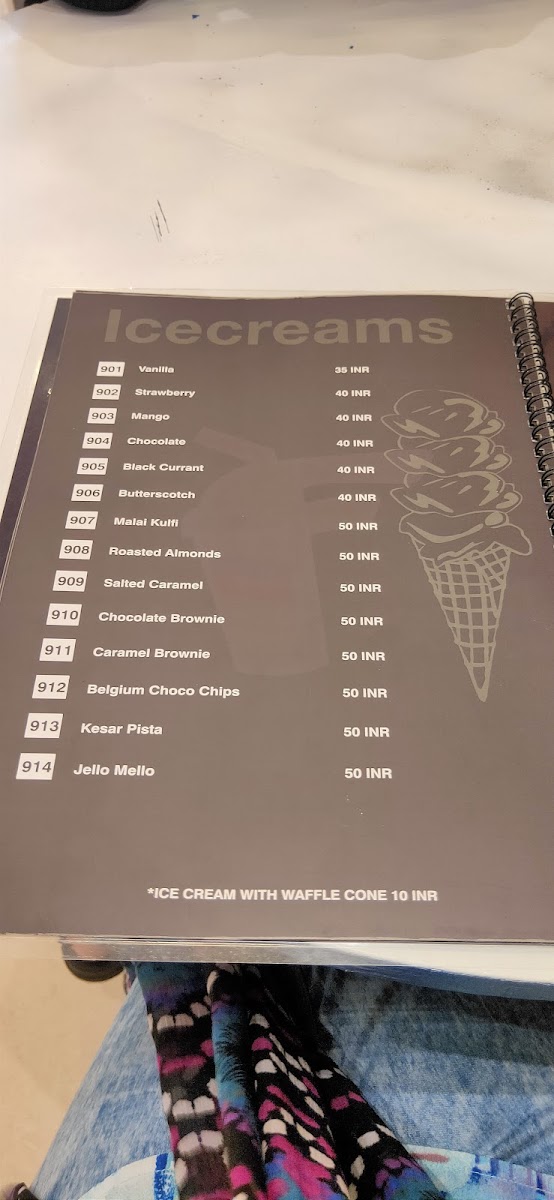 Icecreams
901 Vanilla 35 INR
902 Strawberry 40 INR
903 Mango 40 INR
904 Chocolate 40 INR
905 Black Currant 40 INR
906 Butterscotch 40 INR
907 Malai Kulfi 50 INR
908 Roasted Almonds 50 INR
909 Salted Caramel 50 INR
910 Chocolate Brownie 50 INR
911 Caramel Brownie 50 INR
912 Belgium Choco Chips 50 INR
913 Kesar Pista 50 INR
914 Jello Mello 50 INR
*ICE CREAM WITH WAFFLE CONE 10 INR